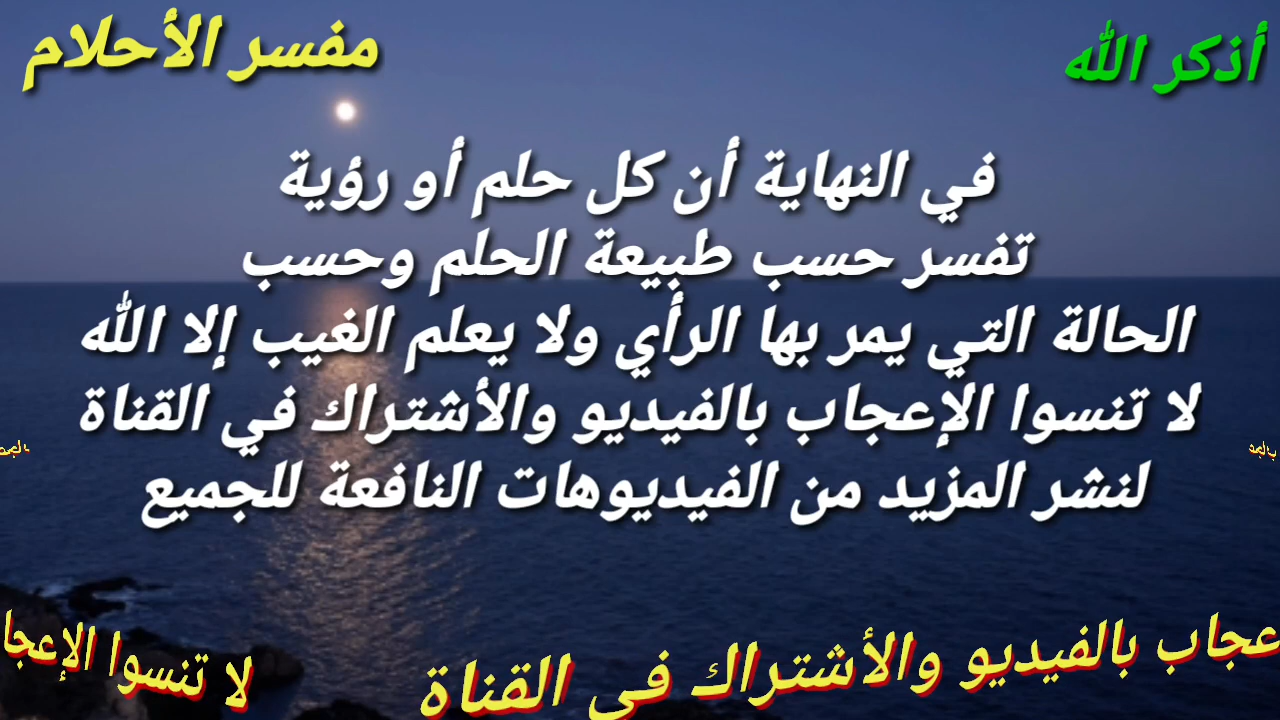 أذكر الله
مفسر الأحلام
في النهاية أن كل حلم أو رؤية
تفسر حسب طبيعة الحلم وحسب
الحالة التي يمر بها الرأي ولا يعلم الغيب إلا الله
لا تنسوا الإعجاب بالفيديو والأشتراك في القناة
لنشر المزيد من الفيديوهات النافعة للجميع
عجاب بالفيديو والأشتراك في القناة
لا تنسوا الإعجا